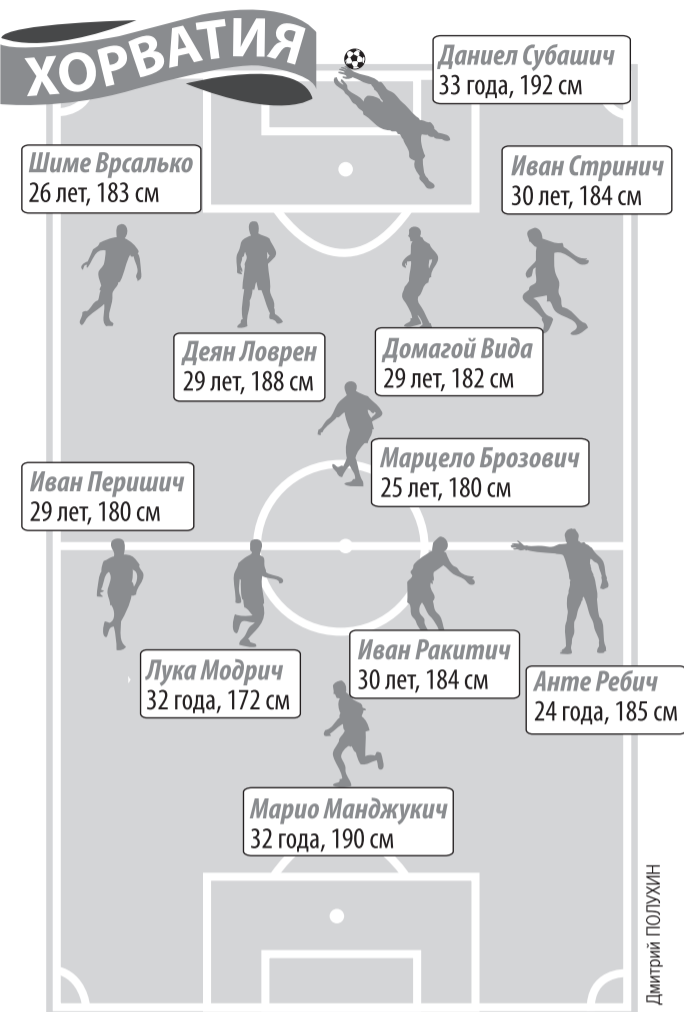 ХОРВАТИЯ
Даниел Субашич
33 года, 192 см
Шиме Врсалько
26 лет, 183 см
Иван Стринич
30 лет, 184 см
Деян Ловрен
29 лет, 188 см
Домагой Вида
29 лет, 182 см
Марцело Брозович
25 лет, 180 см
Иван Перишич
29 лет, 180 см
Лука Модрич
32 года, 172 см
Иван Ракитич
30 лет, 184 см
Анте Ребич
24 года, 185 см
Марио Манджукич
32 года, 190 см
Дмитрий ПОЛУХИН